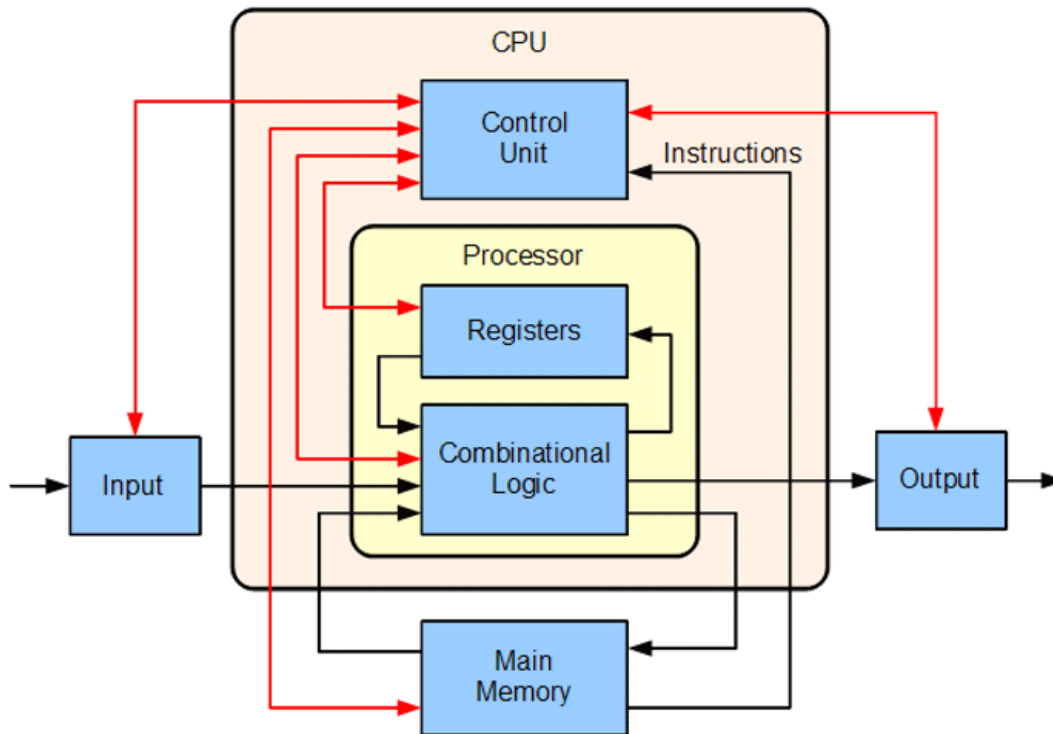 CPU
Control
Unit
Instructions
Processor
Registers
Combinational
Logic
Input
Output
Main
Memory